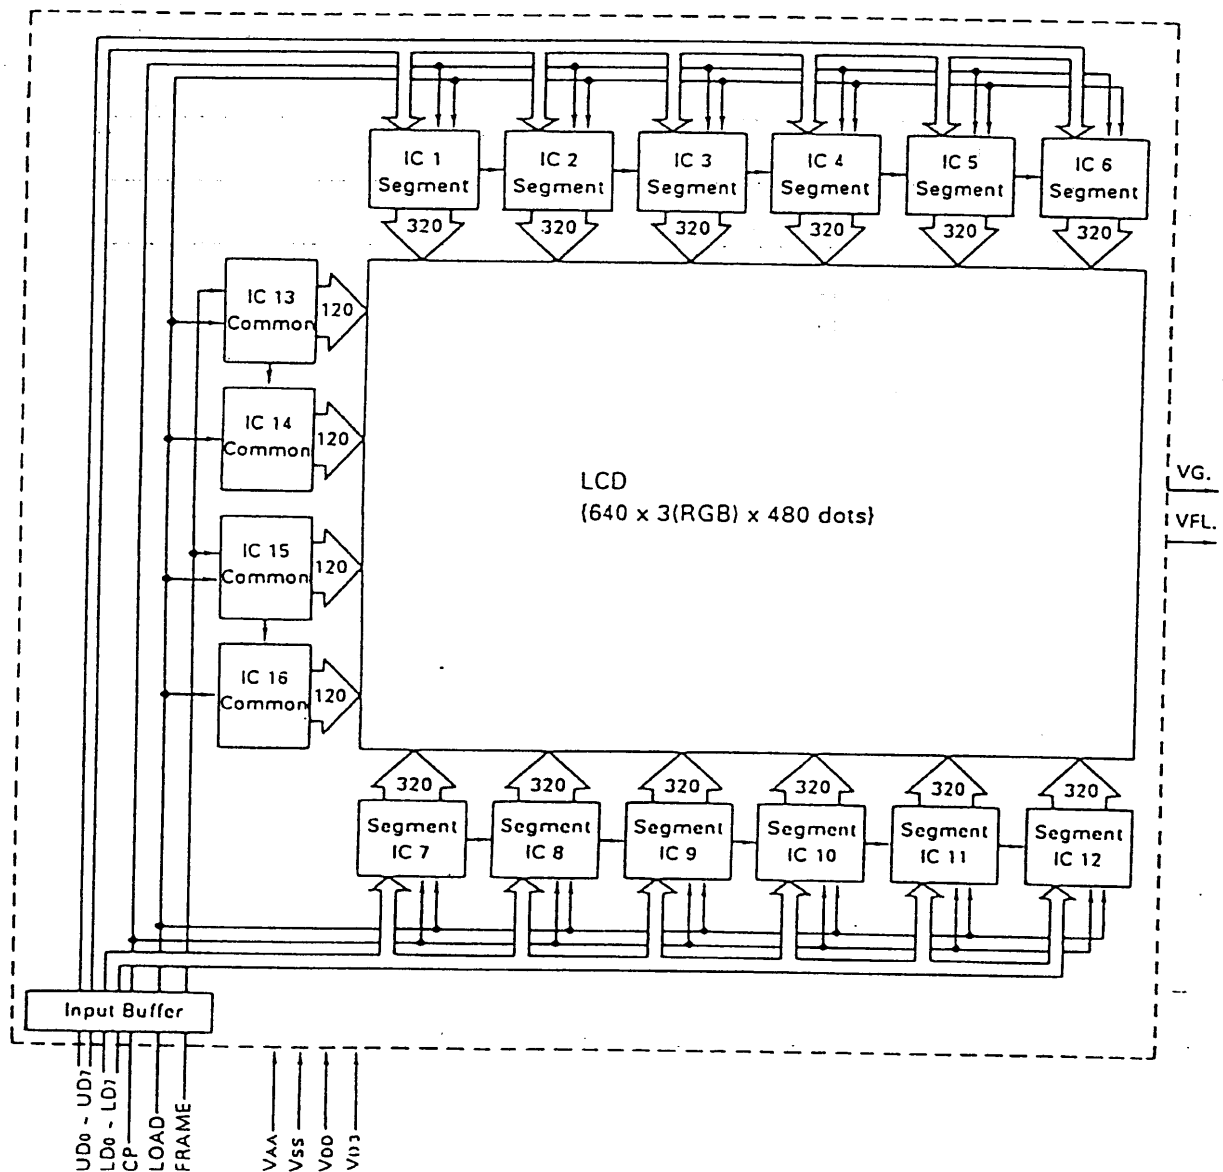 IC 1
Segment
IC 2
Segment
IC 3
Segment
IC 4
Segment
IC 5
Segment
IC 6
Segment
320
320
320
320
320
320
IC 13
Common
120
IC 14
Common
120
IC 15
Common
120
IC 16
Common
120
LCD
(640 x 3(RGB) x 480 dots)
VG.
VFL.
320
320
320
320
320
320
Segment
IC 7
Segment
IC 8
Segment
IC 9
Segment
IC 10
Segment
IC 11
Segment
IC 12
Input Buffer
UD0 ~ UD7
LD0 ~ LD7
CP
LOAD
FRAME
VAA
VSS
VDD